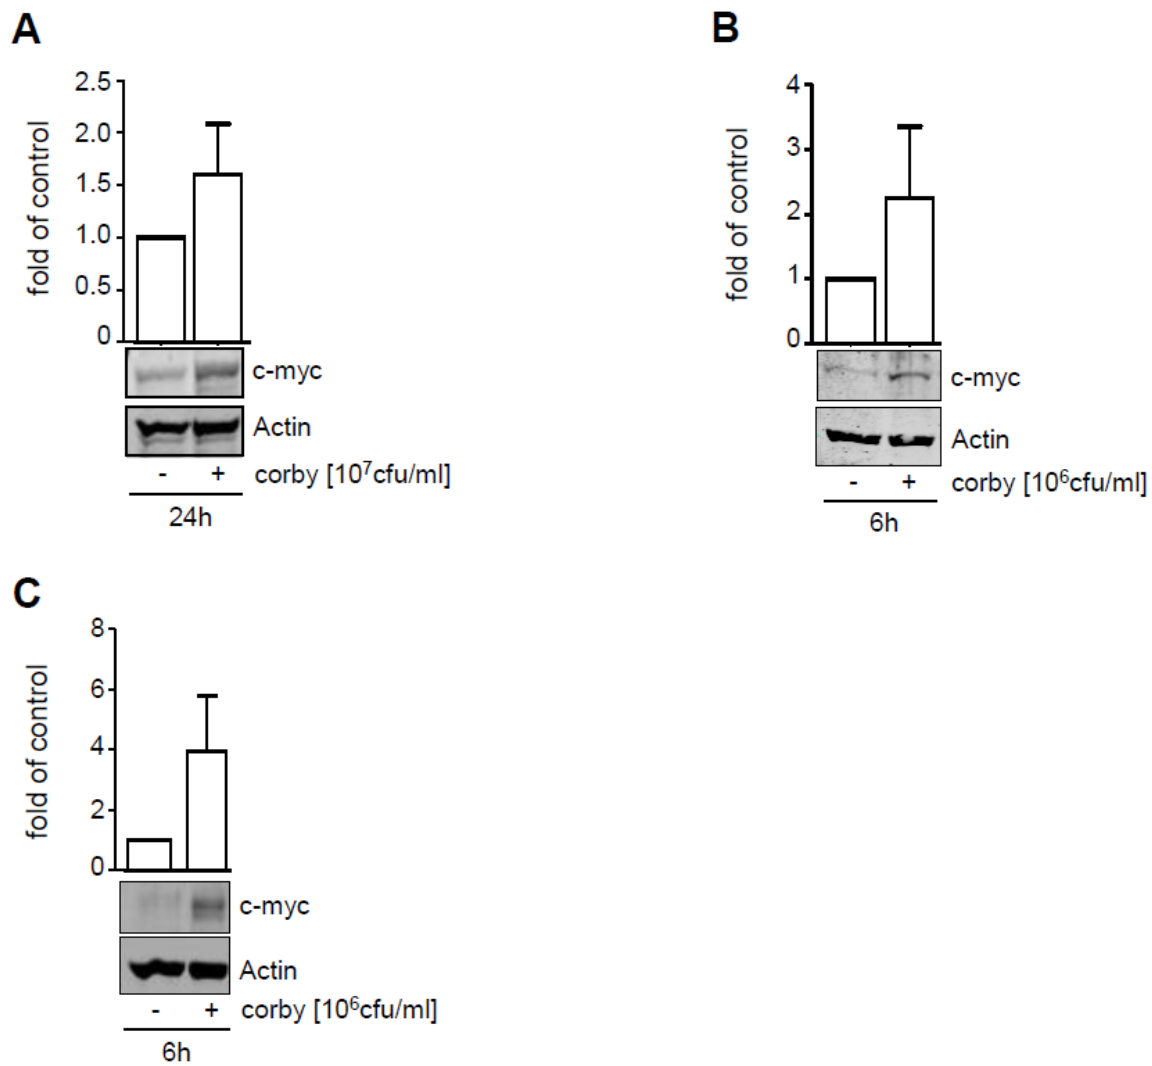 A
fold of control
2.5
2.0
1.5
1.0
0.5
0
c-myc
Actin
- + corby [10⁷cfu/ml]
24h
B
fold of control
4
3
2
1
0
c-myc
Actin
- + corby [10⁶cfu/ml]
6h
C
fold of control
8
6
4
2
0
c-myc
Actin
- + corby [10⁶cfu/ml]
6h